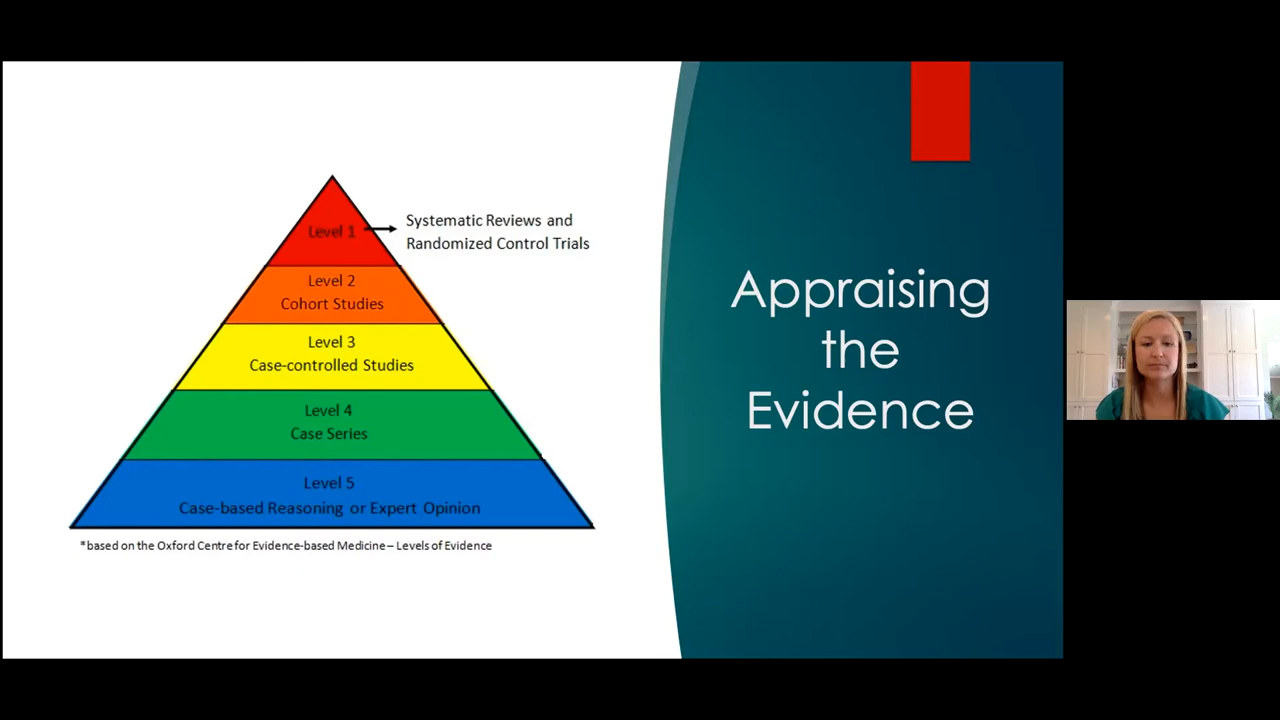 Level 1
Systematic Reviews and
Randomized Control Trials
Level 2
Cohort Studies
Level 3
Case-controlled Studies
Level 4
Case Series
Level 5
Case-based Reasoning or Expert Opinion
*based on the Oxford Centre for Evidence-based Medicine – Levels of Evidence
Appraising
the
Evidence